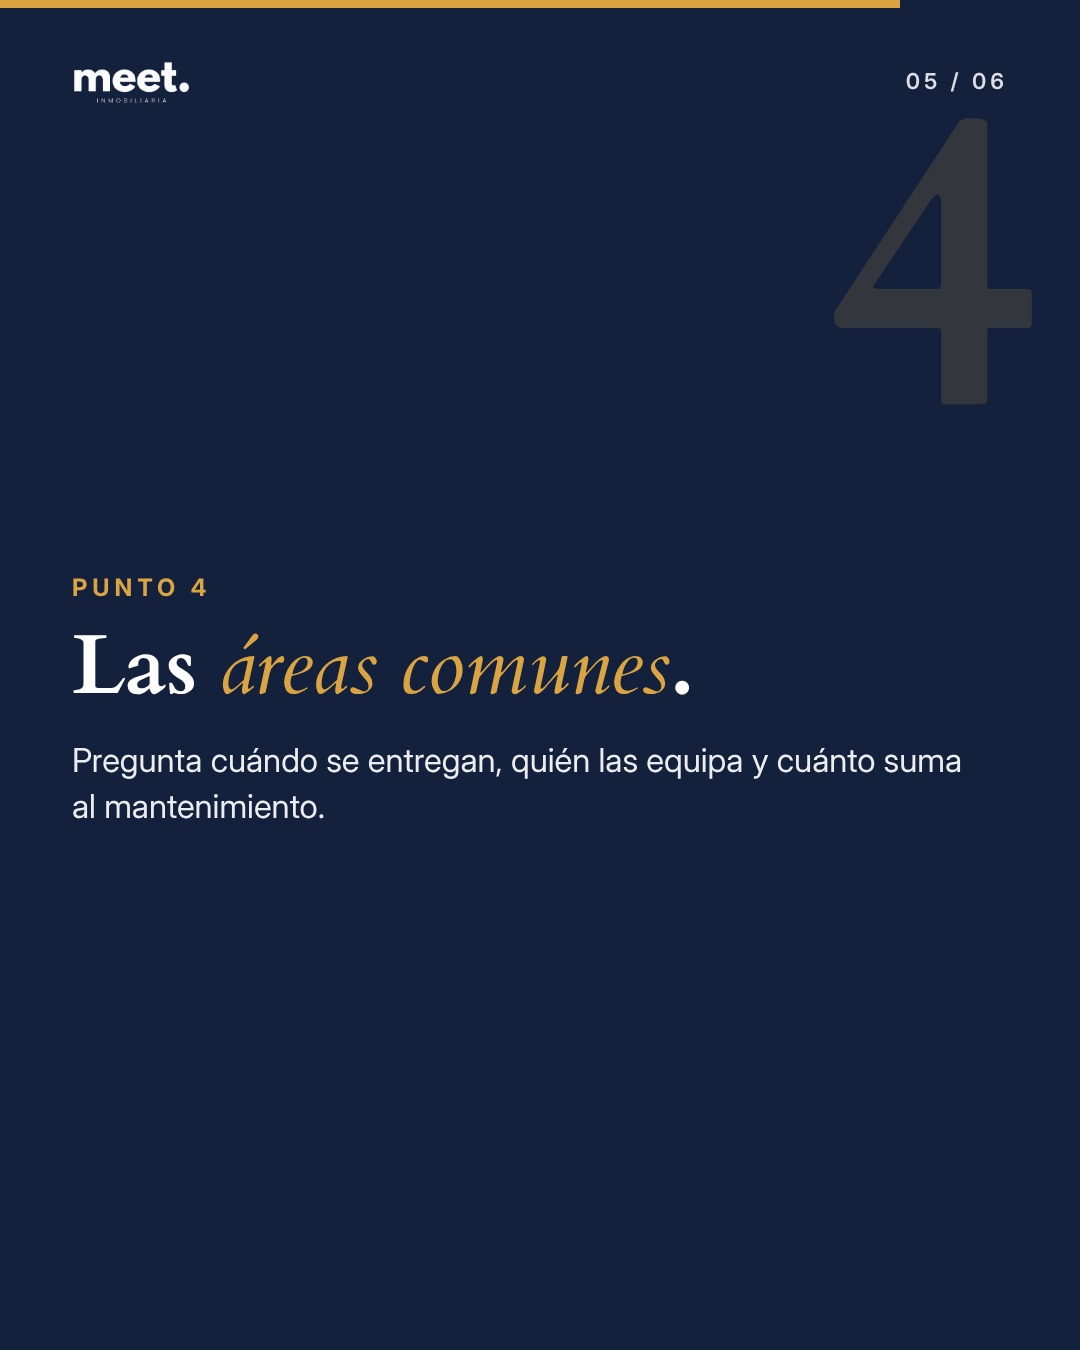 meet.
INMOBILIARIA
05 / 06
4
PUNTO 4
Las áreas comunes.
Pregunta cuándo se entregan, quién las equipa y cuánto suma
al mantenimiento.